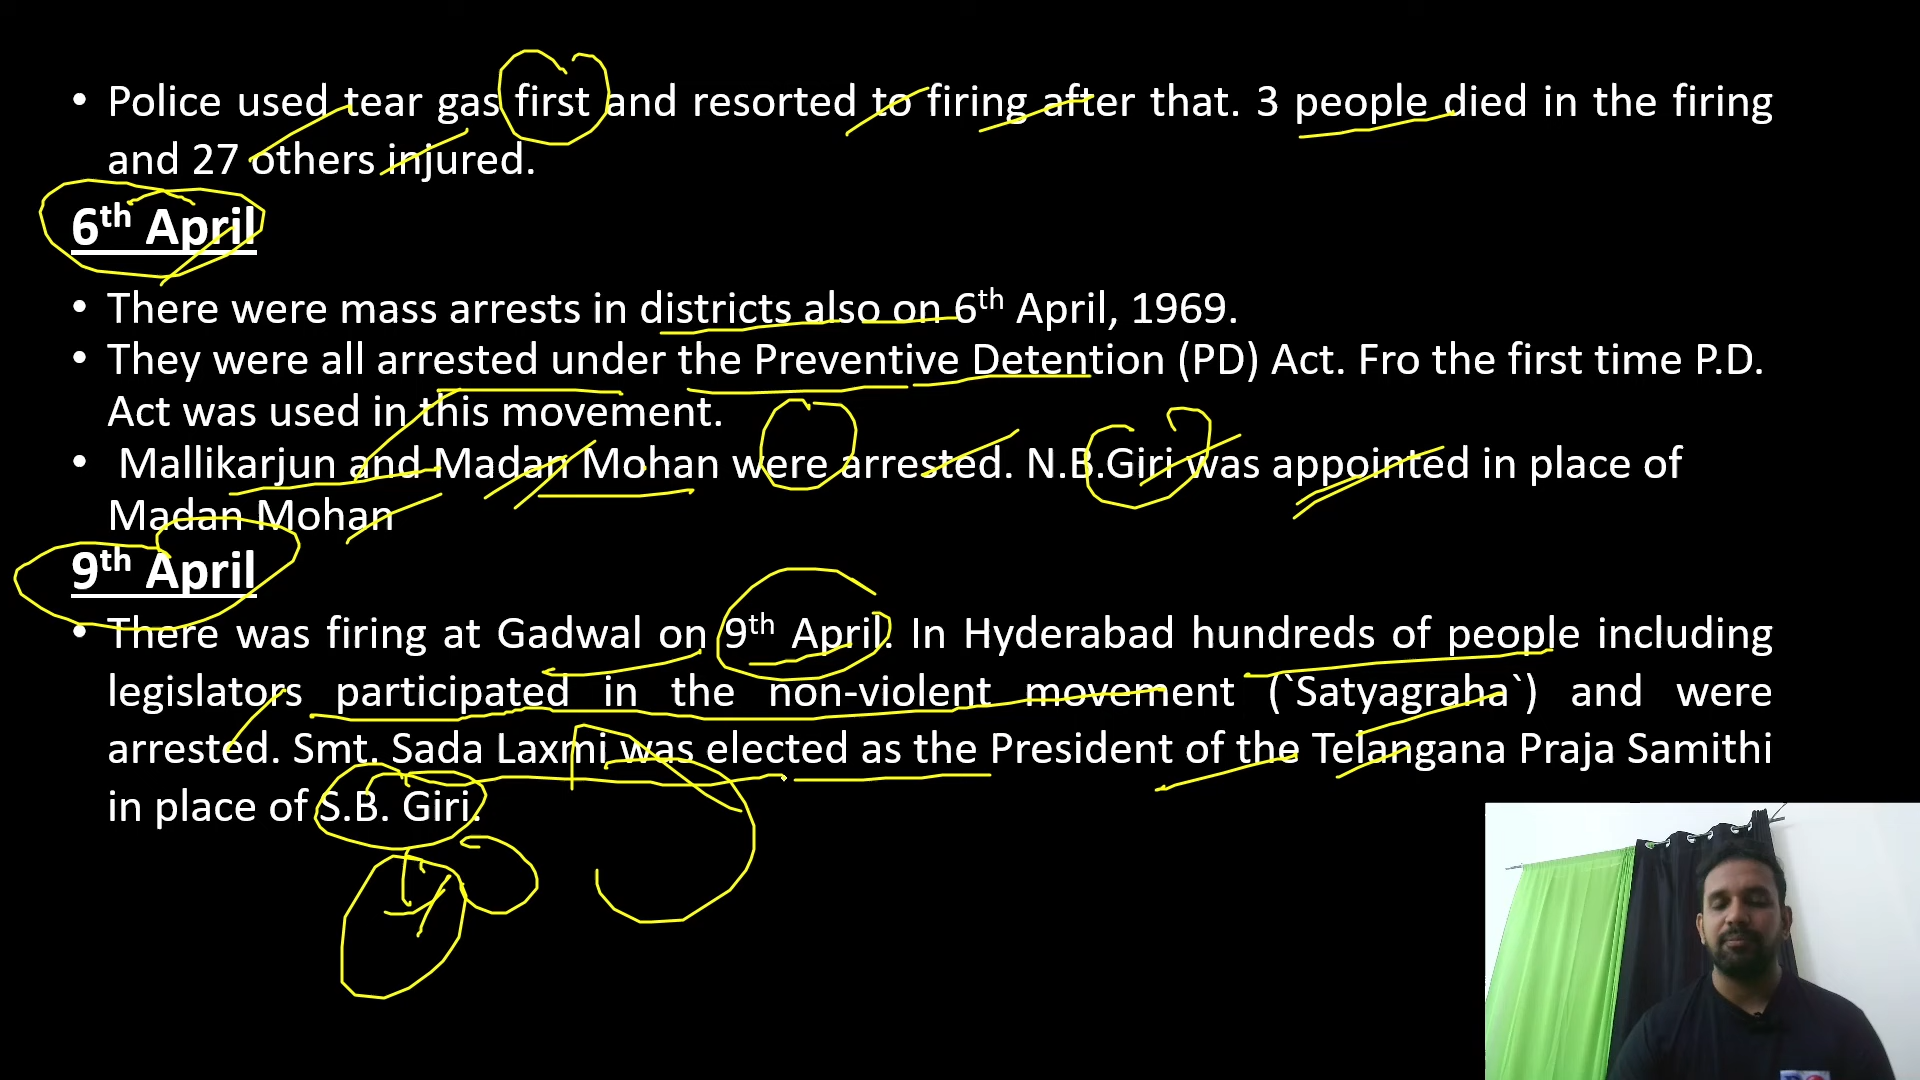 • Police used tear gas first and resorted to firing after that. 3 people died in the firing
and 27 others injured.
6th April
• There were mass arrests in districts also on 6th April, 1969.
• They were all arrested under the Preventive Detention (PD) Act. Fro the first time P.D.
Act was used in this movement.
• Mallikarjun and Madan Mohan were arrested. N.B.Giri was appointed in place of
Madan Mohan
9th April
• There was firing at Gadwal on 9th April. In Hyderabad hundreds of people including
legislators participated in the non-violent movement (`Satyagraha`) and were
arrested. Smt. Sada Laxmi was elected as the President of the Telangana Praja Samithi
in place of S.B. Giri.